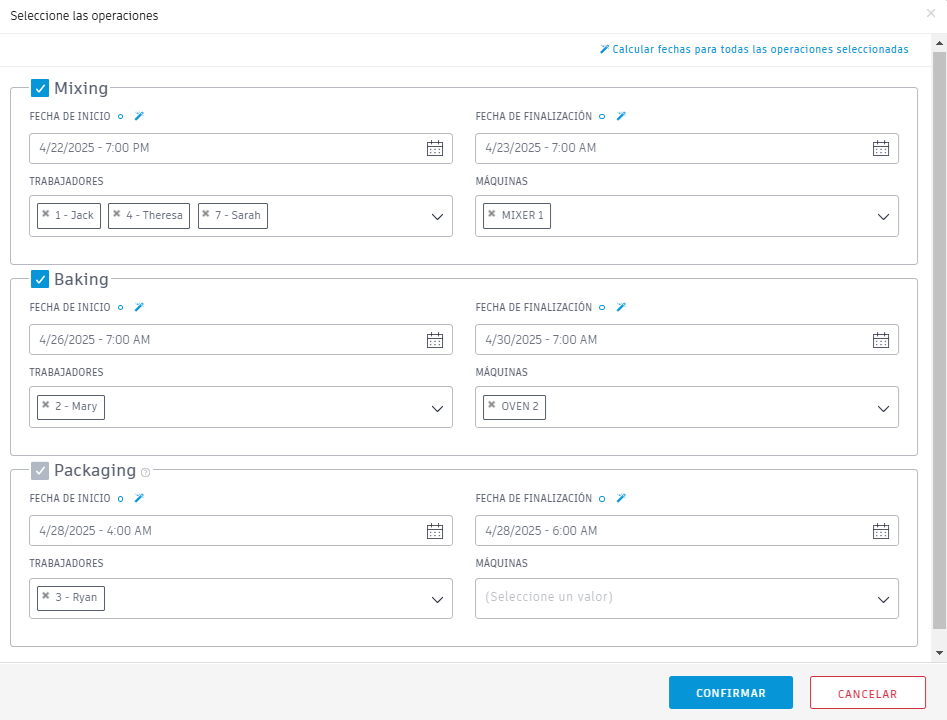 Seleccione las operaciones
Calcular fechas para todas las operaciones seleccionadas
Mixing
FECHA DE INICIO
FECHA DE FINALIZACIÓN
4/22/2025 - 7:00 PM
4/23/2025 - 7:00 AM
TRABAJADORES
MÁQUINAS
1 - Jack 4 - Theresa 7 - Sarah
MIXER 1
Baking
FECHA DE INICIO
FECHA DE FINALIZACIÓN
4/26/2025 - 7:00 AM
4/30/2025 - 7:00 AM
TRABAJADORES
MÁQUINAS
2 - Mary
OVEN 2
Packaging
FECHA DE INICIO
FECHA DE FINALIZACIÓN
4/28/2025 - 4:00 AM
4/28/2025 - 6:00 AM
TRABAJADORES
MÁQUINAS
3 - Ryan
(Seleccione un valor)
CONFIRMAR
CANCELAR